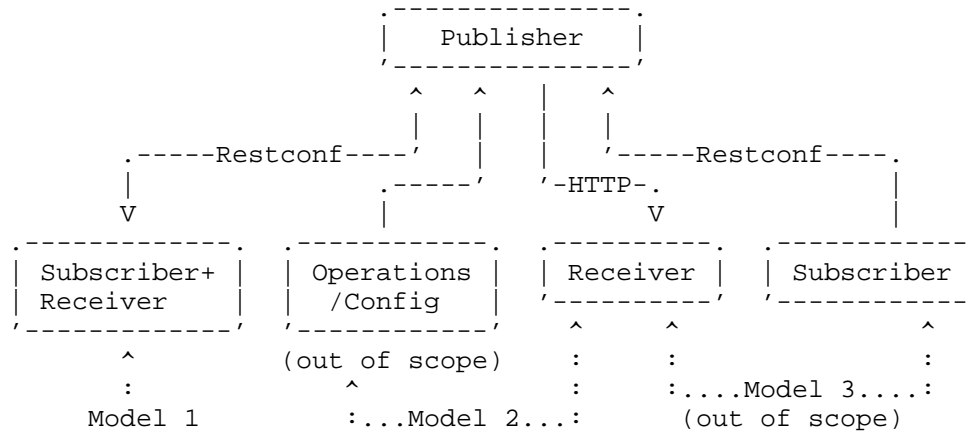 Publisher
Restconf Restconf
HTTP
Subscriber+ Operations Receiver Subscriber
Receiver /Config
(out of scope)
Model 3
Model 1 Model 2 (out of scope)